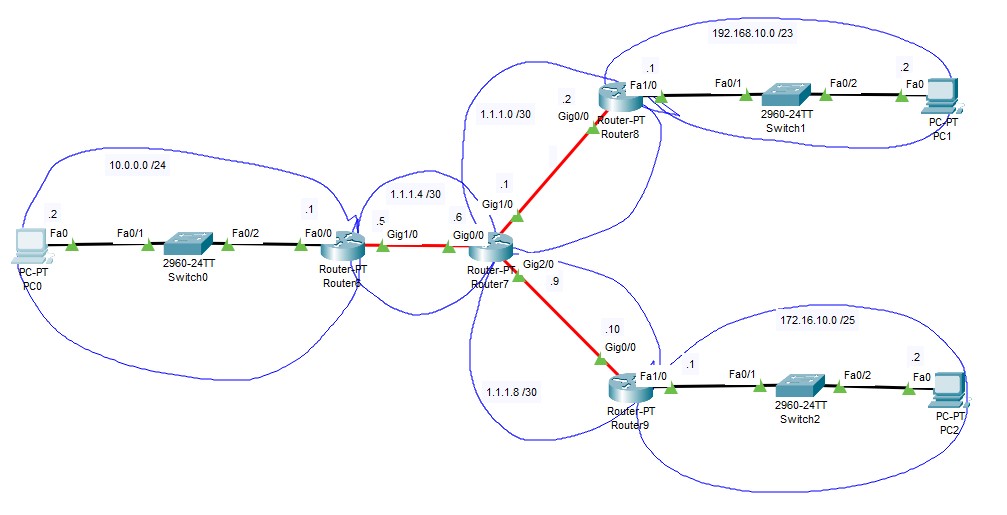 192.168.10.0 /23
.1
Fa1/0
Fa0/1
Fa0/2
.2
Fa0
2960-24TT
Switch1
PC-PT
PC1
1.1.1.0 /30
.2
Gig0/0
Router-PT
Router8
.1
Gig1/0
10.0.0.0 /24
.2
Fa0
Fa0/1
Fa0/2
.1
Fa0/0
PC-PT
PC0
2960-24TT
Switch0
Router-PT
1.1.1.4 /30
.5
Gig1/0
.6
Gig0/0
Router-PT
Router7
Gig2/0
.9
1.1.1.8 /30
.10
Gig0/0
Fa1/0
.1
Router-PT
Router9
172.16.10.0 /25
Fa0/1
Fa0/2
.2
Fa0
2960-24TT
Switch2
PC-PT
PC2